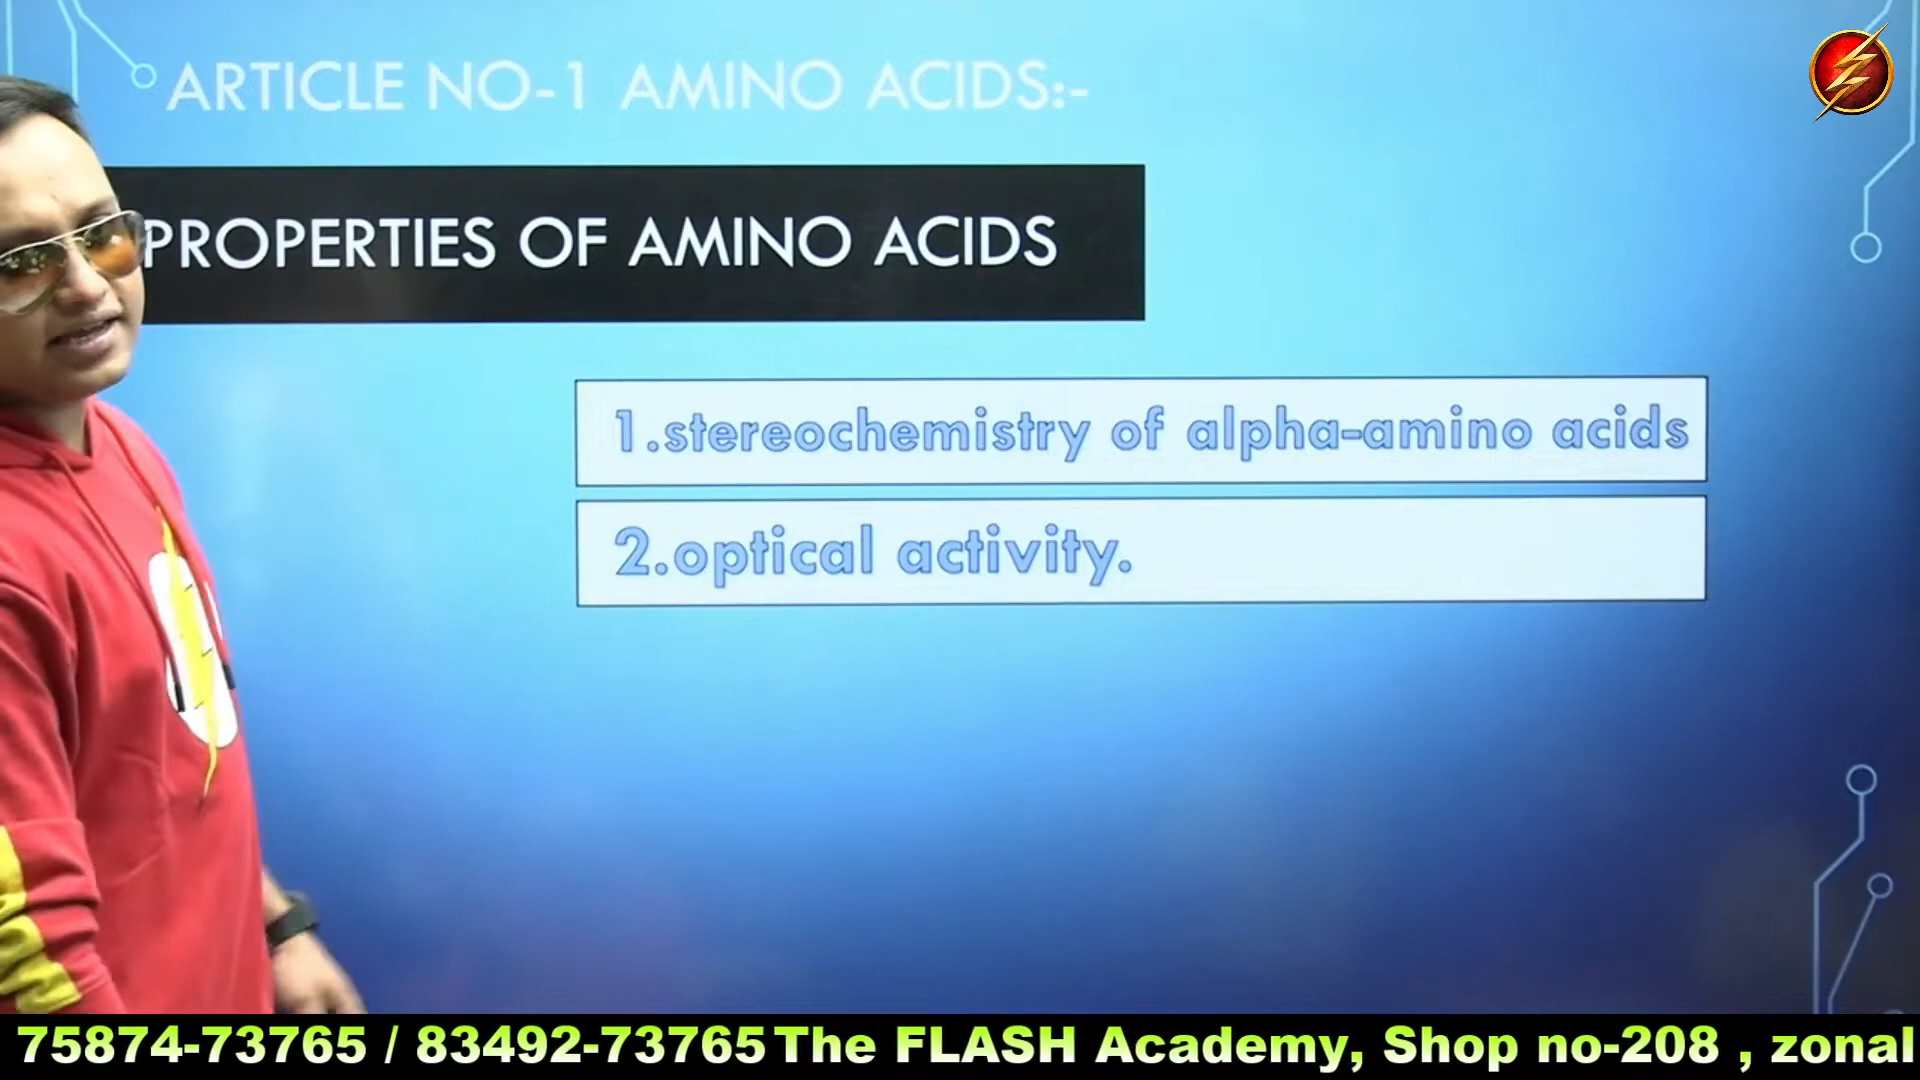 ARTICLE NO-1 AMINO ACIDS:-
PROPERTIES OF AMINO ACIDS
1.stereochemistry of alpha-amino acids
2.optical activity.
75874-73765 / 83492-73765 The FLASH Academy, Shop no-208 , zonal